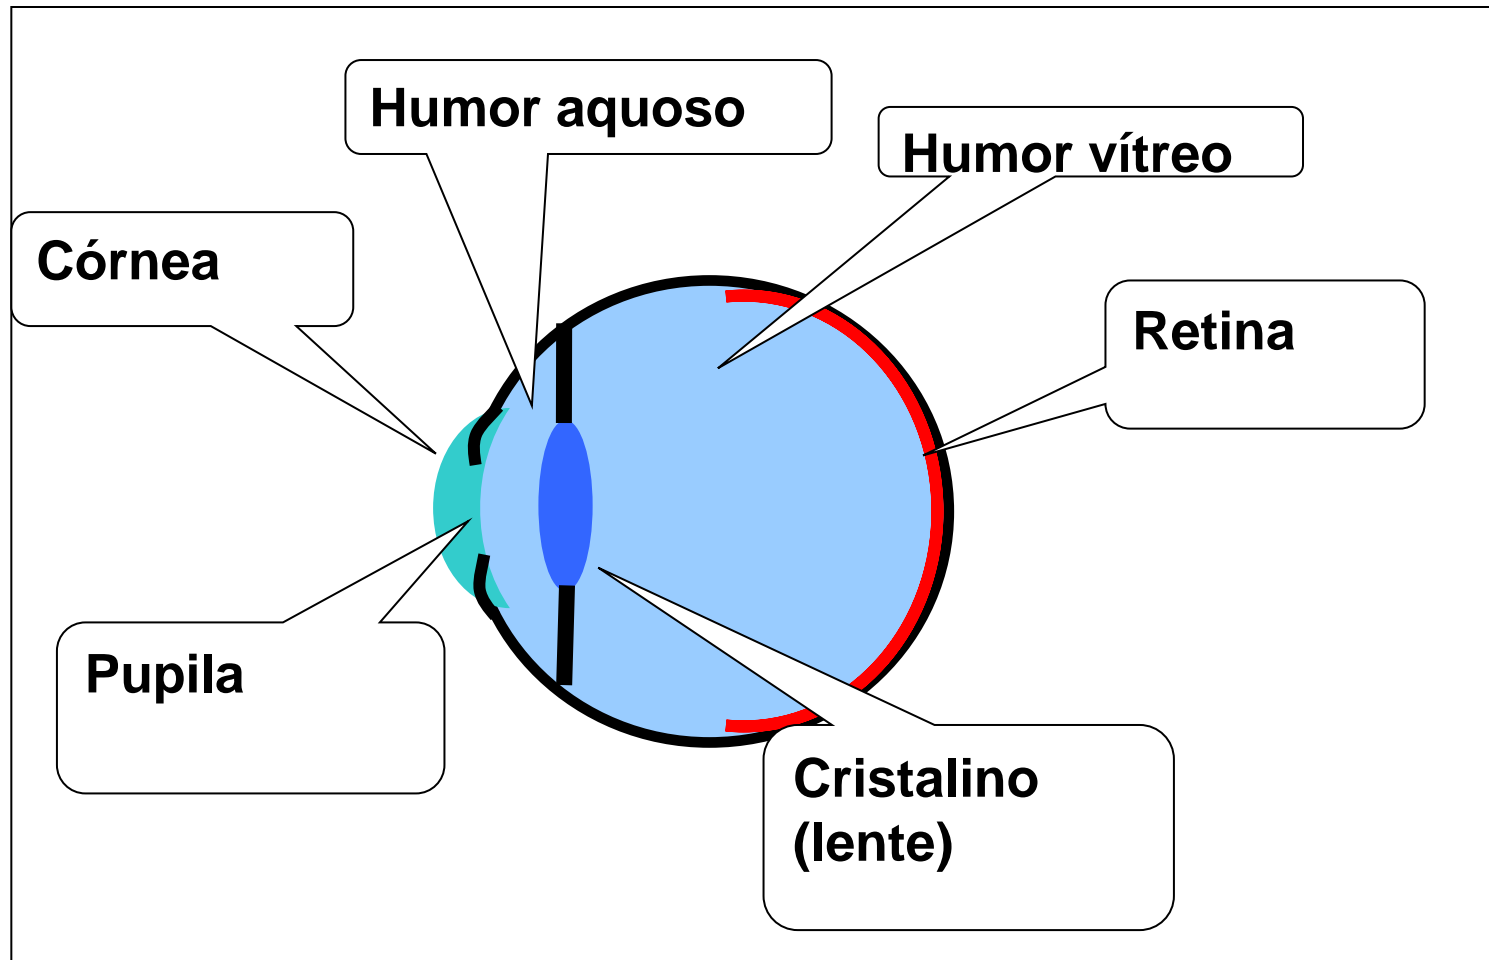 Humor aquoso
Humor vítreo
Córnea
Retina
Pupila
Cristalino
(lente)